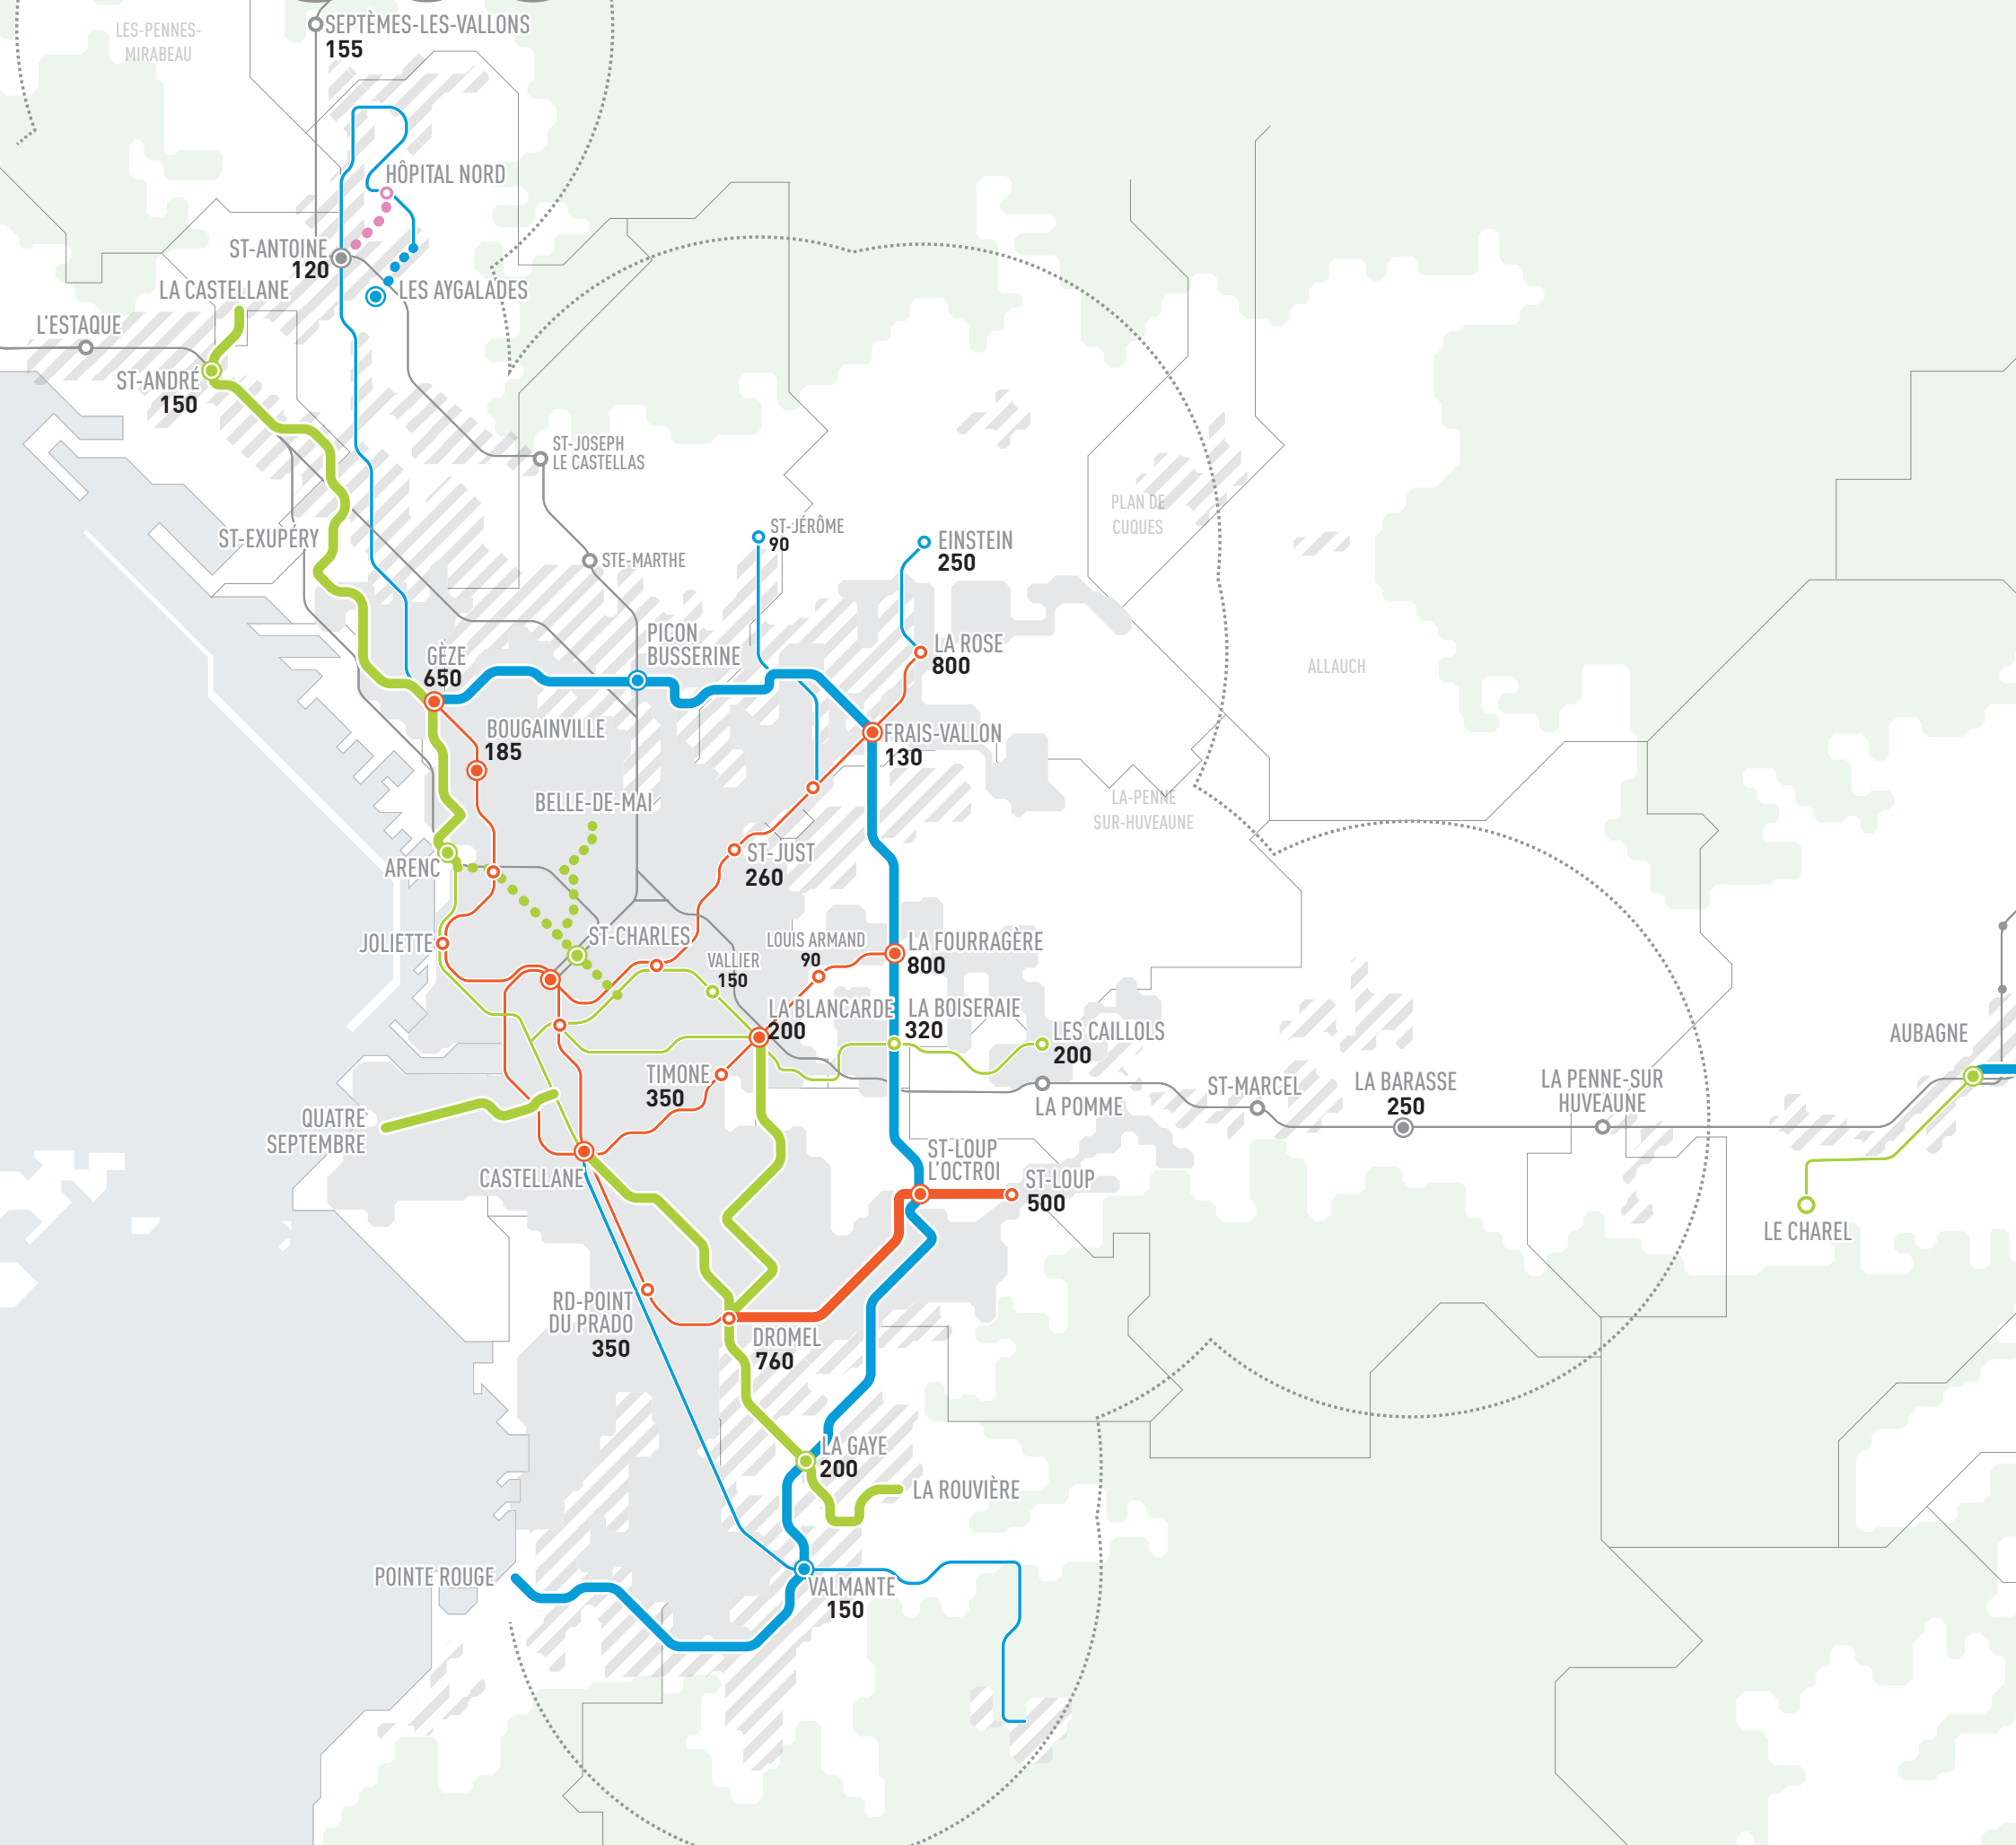 LES-PENNES-
MIRABEAU
SEPTÈMES-LES-VALLONS
155
HÔPITAL NORD
ST-ANTOINE
120
LA CASTELLANE
LES AYGALADES
L'ESTAQUE
ST-ANDRÉ
150
ST-JOSEPH
LE CASTELLAS
ST-EXUPÉRY
STE-MARTHE
ST-JÉRÔME
90
EINSTEIN
250
PLAN DE
CUQUES
PICON
BUSSERINE
LA ROSE
800
ALLAUCH
GÈZE
650
BOUGAINVILLE
185
FRAIS-VALLON
130
BELLE-DE-MAI
LA-PENNE
SUR-HUVEAUNE
ARENC
ST-JUST
260
JOLIETTE
ST-CHARLES
VALLIER
150
LOUIS ARMAND
90
LA FOURRAGÈRE
800
LA BLANCARDE
200
LA BOISERAIE
320
LES CAILLOLS
200
AUBAGNE
TIMONE
350
LA POMME
ST-MARCEL
LA BARASSE
250
LA PENNE-SUR
HUVEAUNE
QUATRE
SEPTEMBRE
CASTELLANE
ST-LOUP
L'OCTROI
ST-LOUP
500
LE CHAREL
RD-POINT
DU PRADO
350
DROMEL
760
LA GAYE
200
LA ROUVIÈRE
POINTE ROUGE
VALMANTE
150